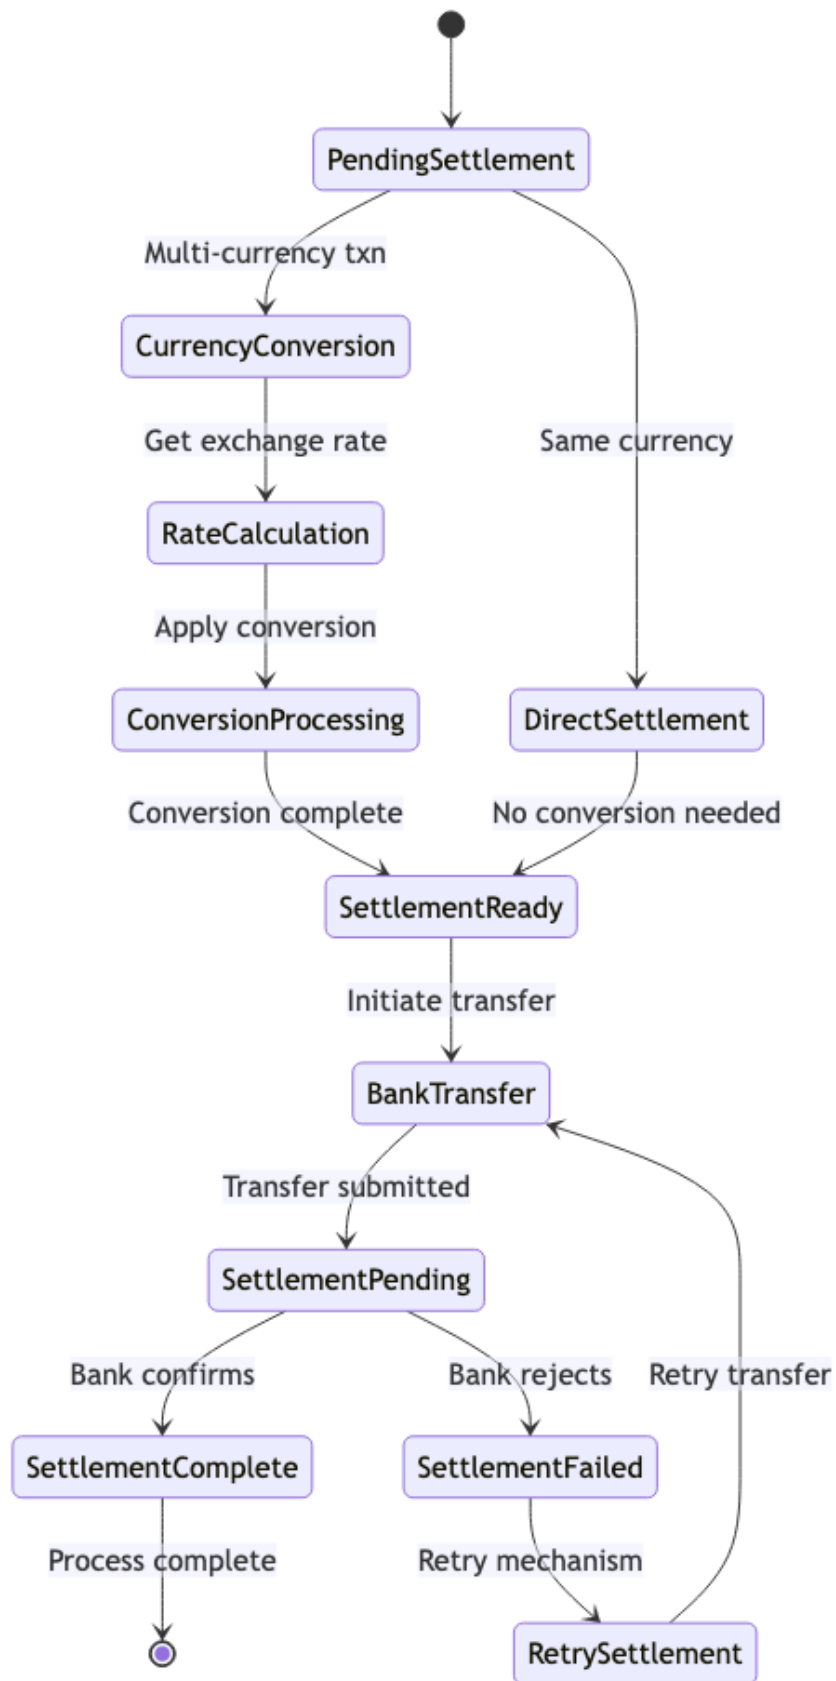 PendingSettlement
Multi-currency txn
CurrencyConversion
Get exchange rate
Same currency
RateCalculation
Apply conversion
ConversionProcessing
DirectSettlement
Conversion complete
No conversion needed
SettlementReady
Initiate transfer
BankTransfer
Transfer submitted
SettlementPending
Bank confirms
Bank rejects
Retry transfer
SettlementComplete
SettlementFailed
Process complete
Retry mechanism
RetrySettlement